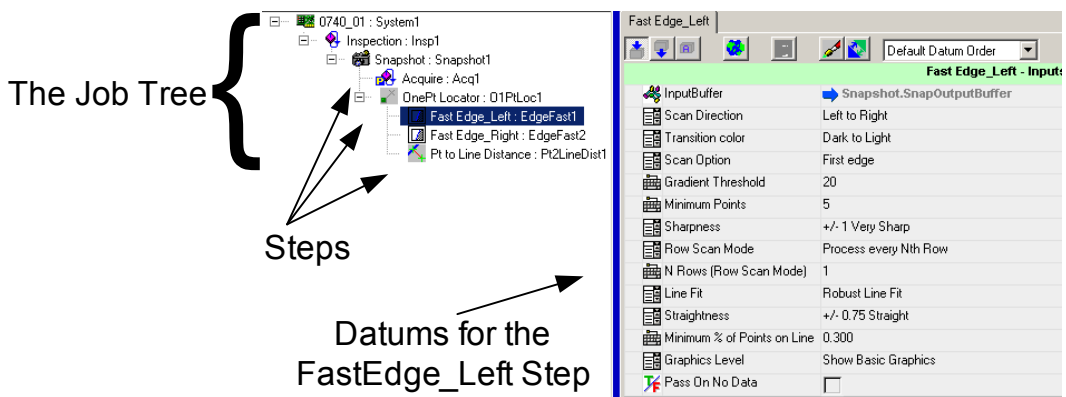 The Job Tree
0740_01 : System1
Inspection : Insp1
Snapshot : Snapshot1
Acquire : Acq1
OnePt Locator : O1PtLoc1
Fast Edge_Left : EdgeFast1
Fast Edge_Right : EdgeFast2
Pt to Line Distance : Pt2LineDist1
Steps
Datums for the
FastEdge_Left Step
Fast Edge_Left
Default Datum Order
Fast Edge_Left - Inputs
InputBuffer Snapshot.SnapOutputBuffer
Scan Direction Left to Right
Transition color Dark to Light
Scan Option First edge
Gradient Threshold 20
Minimum Points 5
Sharpness +/- 1 Very Sharp
Row Scan Mode Process every Nth Row
N Rows (Row Scan Mode) 1
Line Fit Robust Line Fit
Straightness +/- 0.75 Straight
Minimum % of Points on Line 0.300
Graphics Level Show Basic Graphics
Pass On No Data